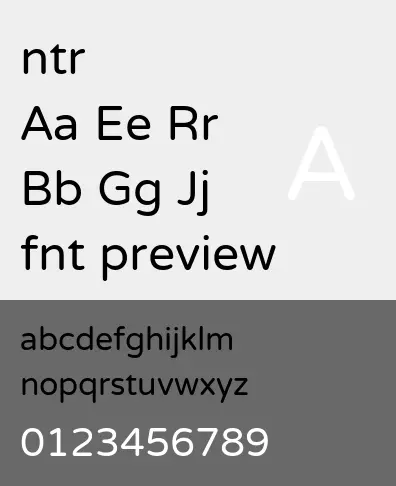 ntr
Aa Ee Rr
A
Bb Gg Jj
fnt preview
abcdefghijklm
nopqrstuvwxyz
0123456789